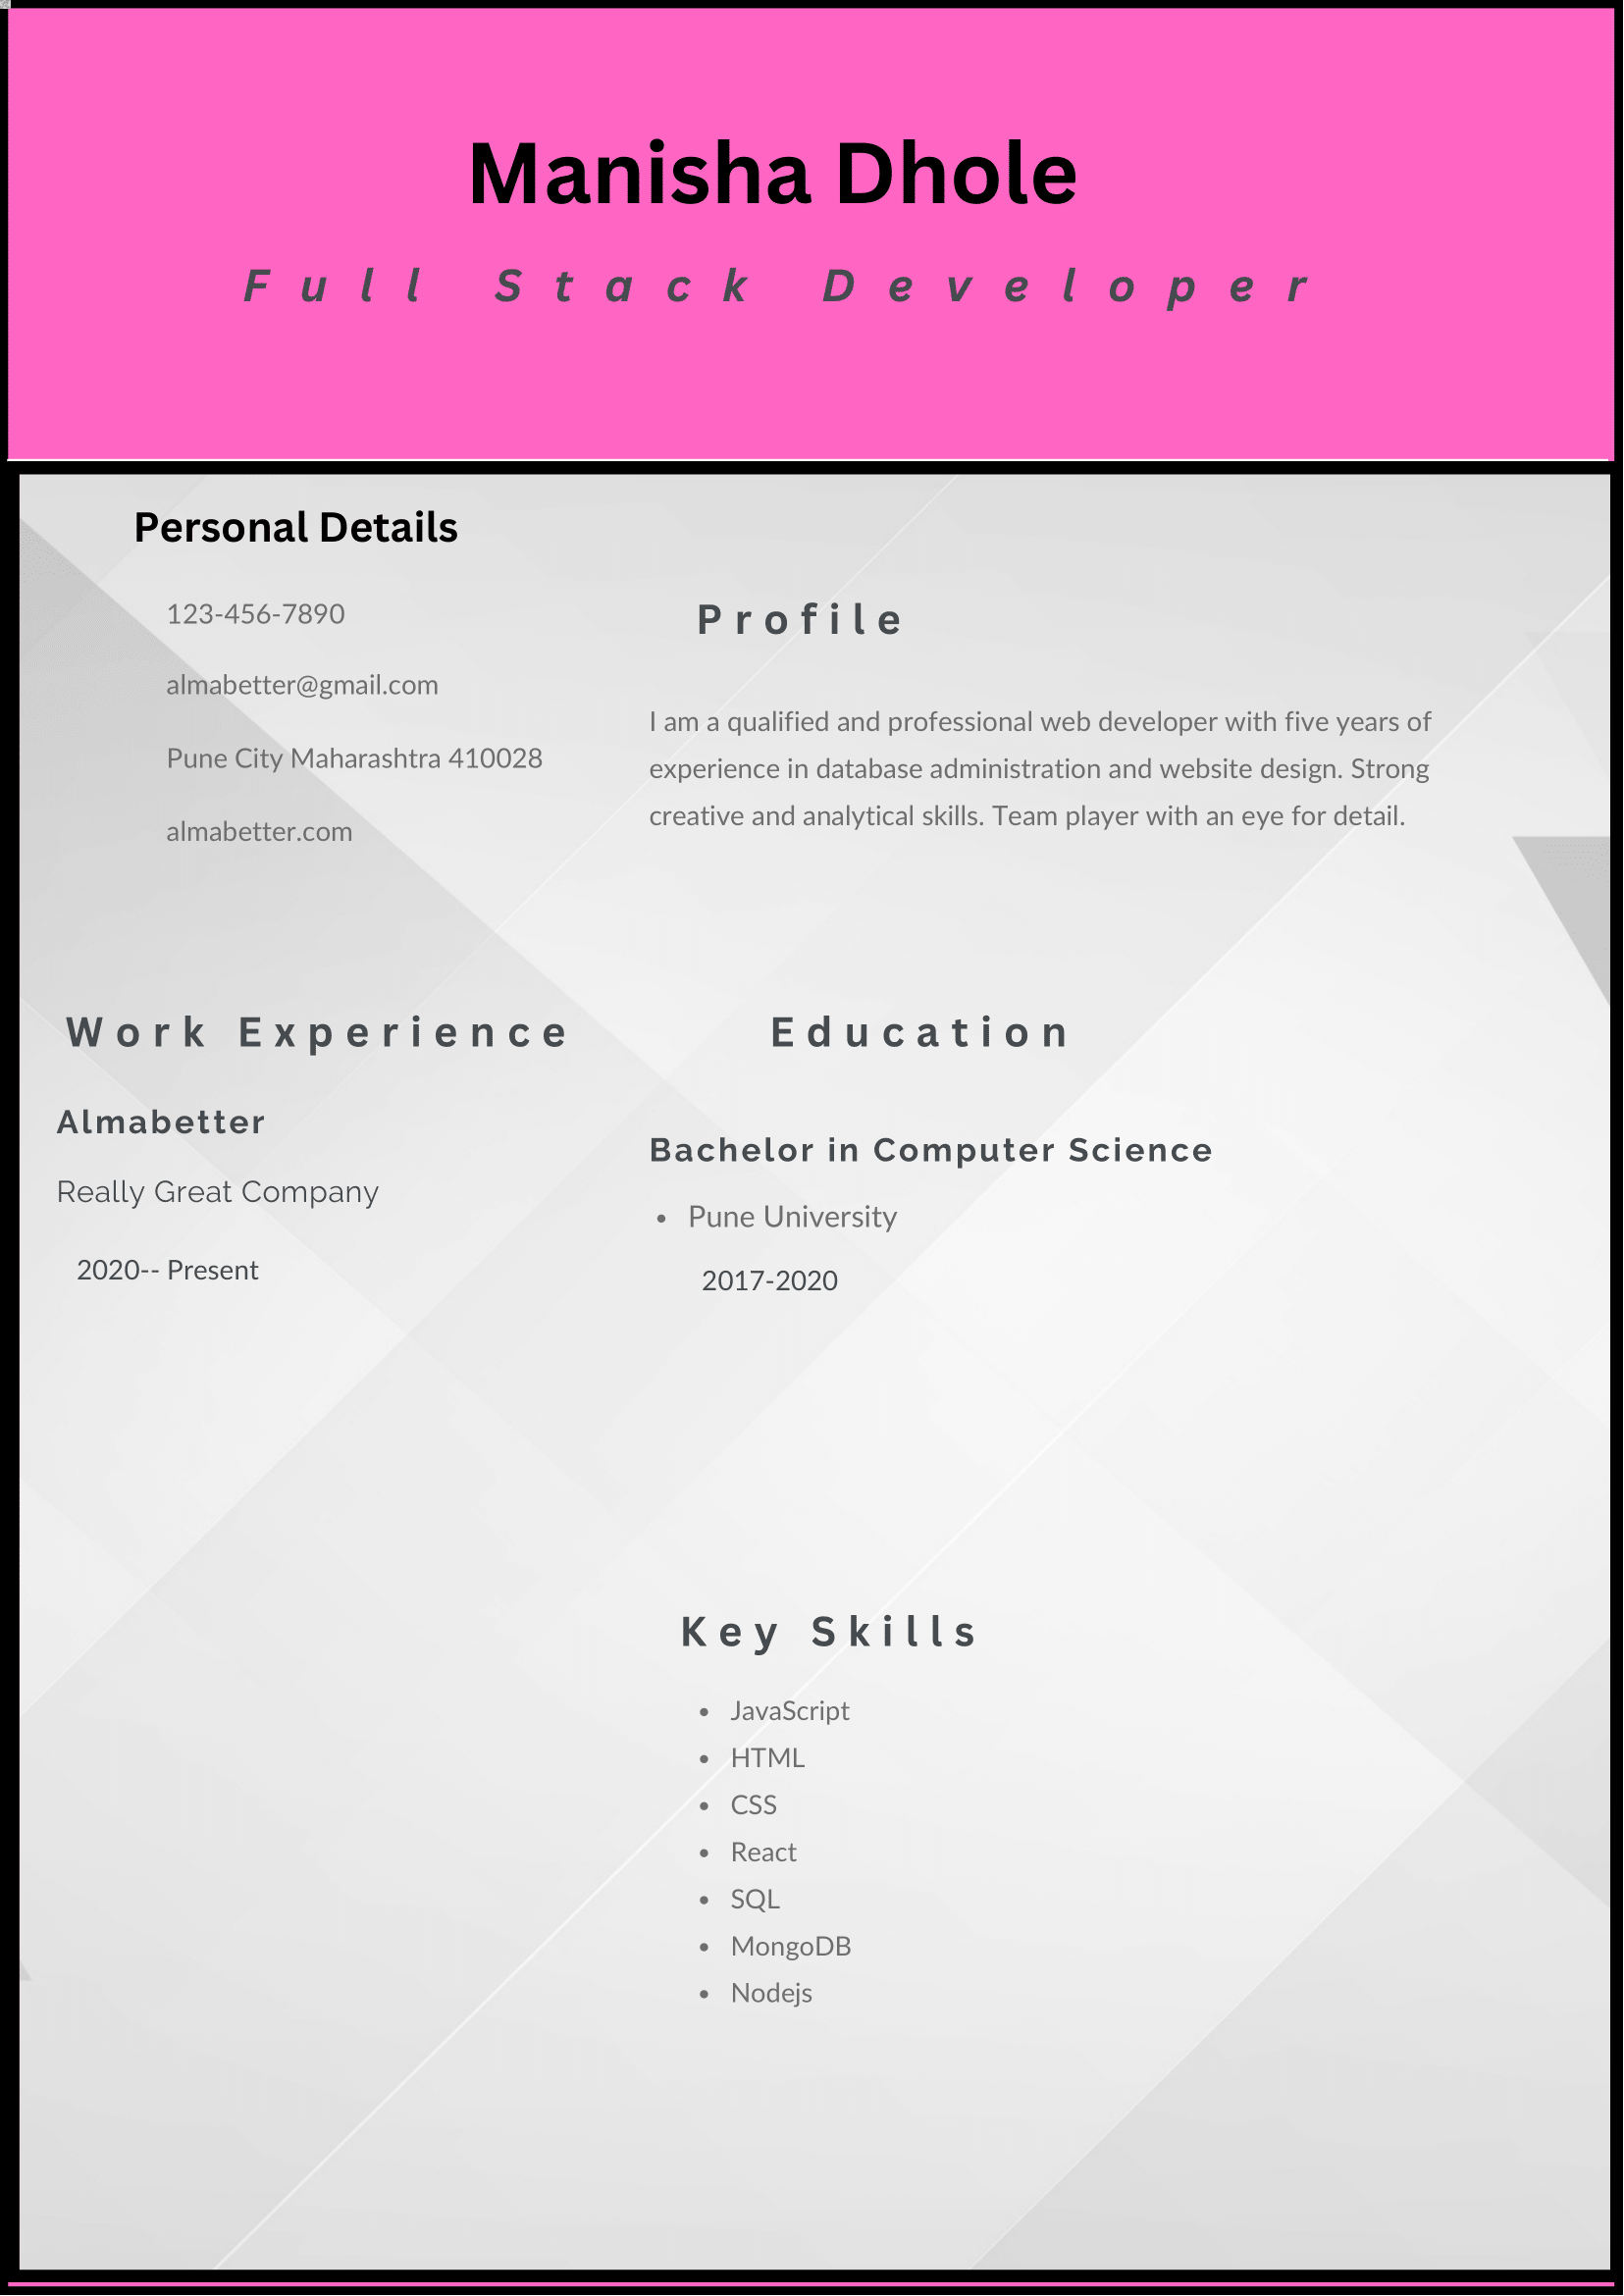 Manisha Dhole
Full Stack Developer
Personal Details
123-456-7890
almabetter@gmail.com
Pune City Maharashtra 410028
almabetter.com
Profile
I am a qualified and professional web developer with five years of
experience in database administration and website design. Strong
creative and analytical skills. Team player with an eye for detail.
Work Experience
Almabetter
Really Great Company
2020-- Present
Education
Bachelor in Computer Science
• Pune University
2017-2020
Key Skills
• JavaScript
• HTML
• CSS
• React
• SQL
• MongoDB
• Nodejs